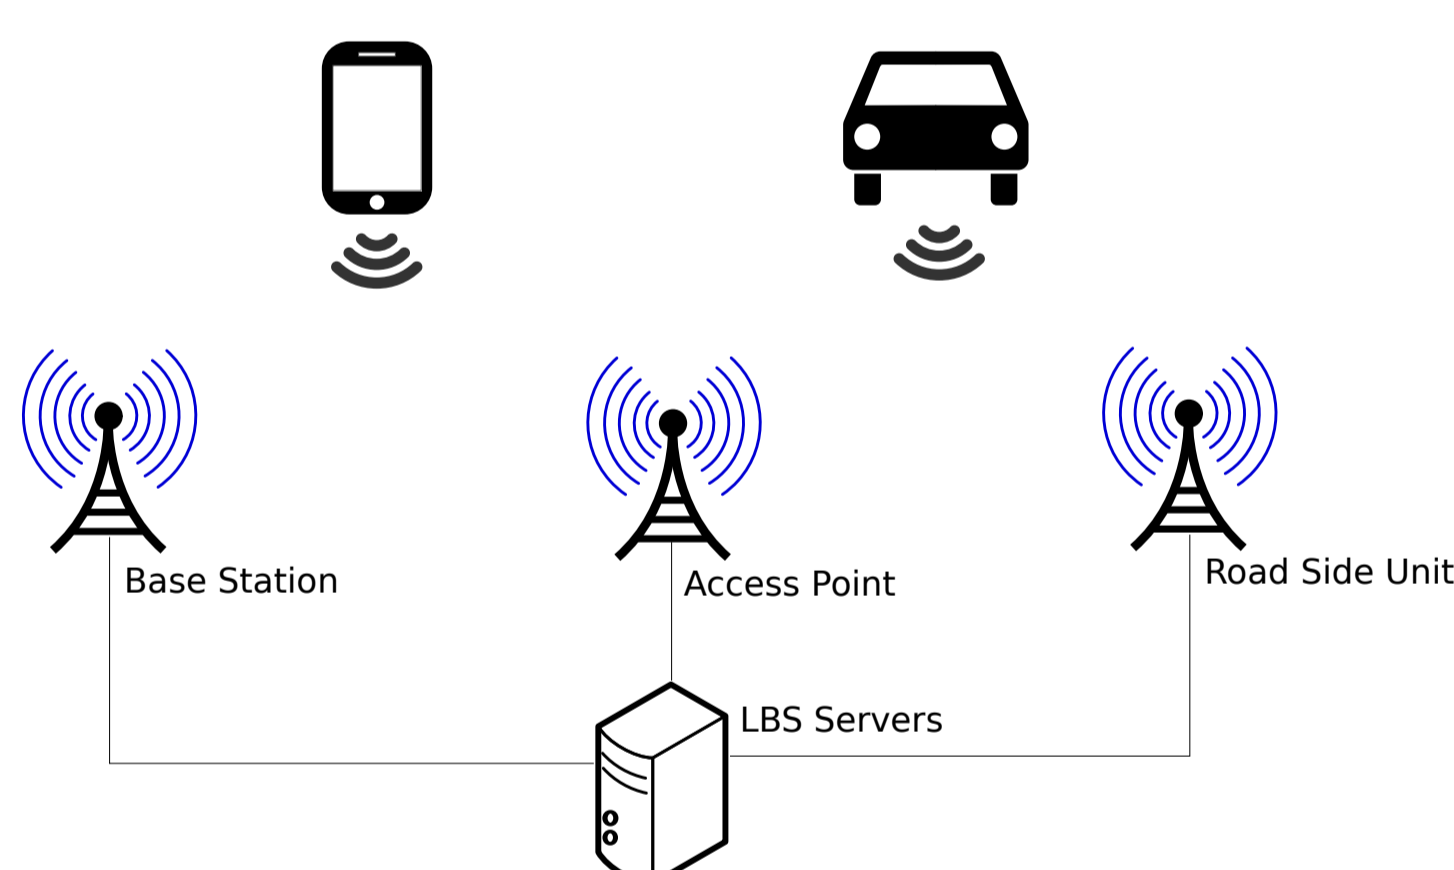 Base Station
Access Point
Road Side Unit
LBS Servers